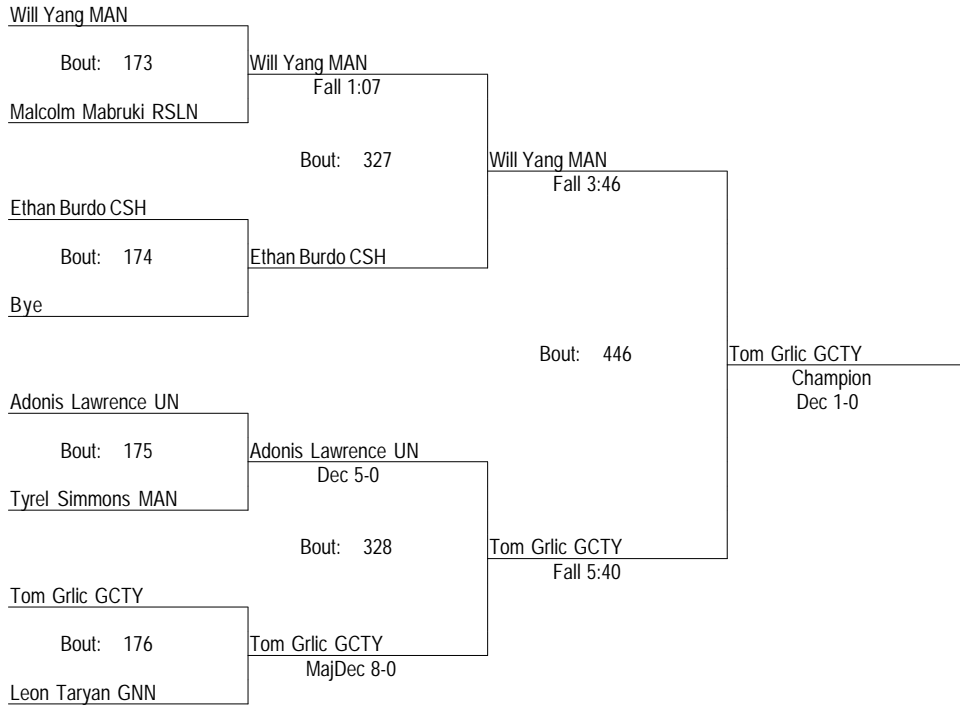 Will Yang MAN
Bout: 173
Will Yang MAN
Fall 1:07
Malcolm Mabruki RSLN
Bout: 327
Will Yang MAN
Fall 3:46
Ethan Burdo CSH
Bout: 174
Ethan Burdo CSH
Bye
Bout: 446
Tom Grlic GCTY
Champion
Dec 1-0
Adonis Lawrence UN
Bout: 175
Adonis Lawrence UN
Dec 5-0
Tyrel Simmons MAN
Bout: 328
Tom Grlic GCTY
Fall 5:40
Tom Grlic GCTY
Bout: 176
Tom Grlic GCTY
MajDec 8-0
Leon Taryan GNN